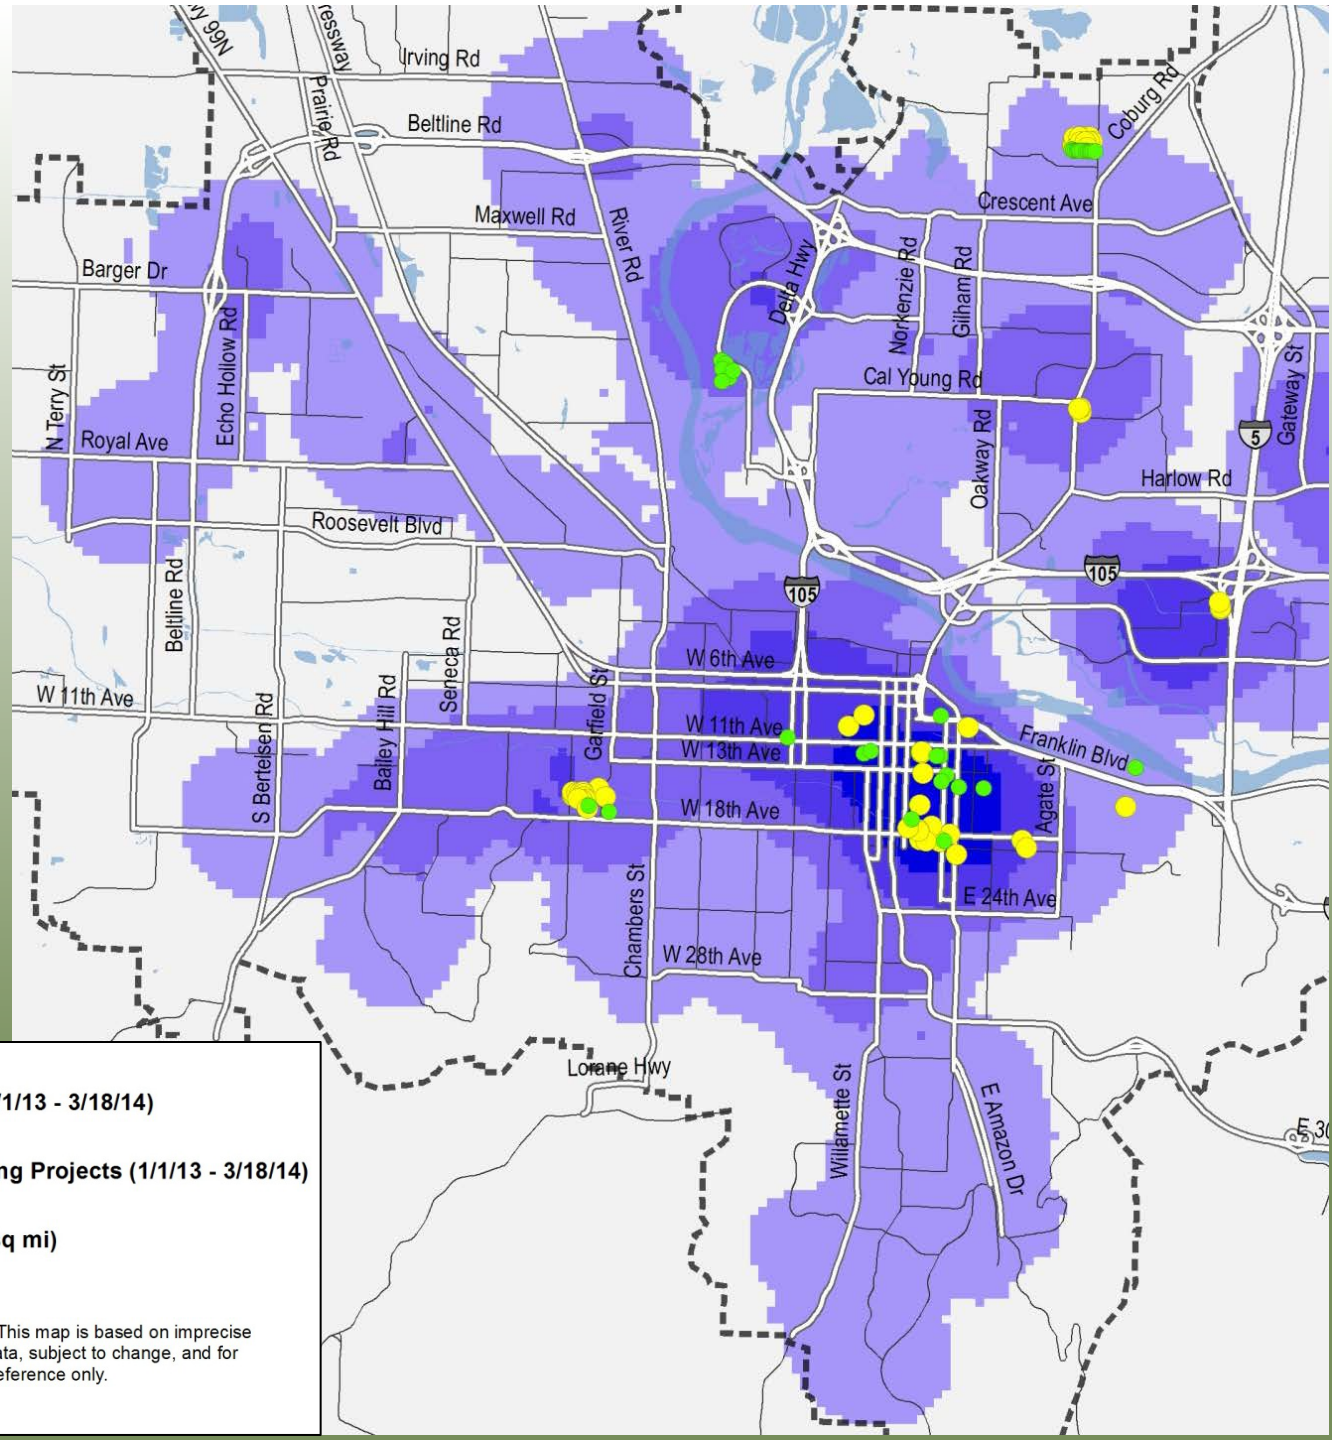 wy 99N
ressway
Irving Rd
Prairie Rd
Beltline Rd
Coburg Rd
Crescent Ave
Maxwell Rd
River Rd
Delta Hwy
Norkenzie Rd
Gilham Rd
Barger Dr
Echo Hollow Rd
N Terry St
Cal Young Rd
Gateway St
5
Oakway Rd
Royal Ave
Harlow Rd
Roosevelt Blvd
105
105
Beltline Rd
Seneca Rd
W 6th Ave
Garfield St
W 11th Ave
Bailey Hill Rd
S Bertelsen Rd
W 11th Ave
W 13th Ave
Franklin Blvd
Agate St
W 18th Ave
E 24th Ave
Chambers St
W 28th Ave
Lorane Hwy
Willamette St
E Amazon Dr
E 30
/1/13 - 3/18/14)
ng Projects (1/1/13 - 3/18/14)
q mi)
This map is based on imprecise
ata, subject to change, and for
eference only.